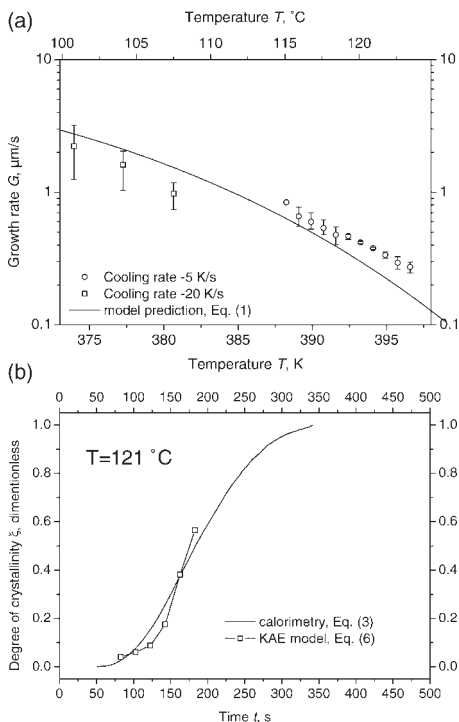 (a)
Temperature T, °C
100 105 110 115 120
10 10
1 1
0.1 0.1
Growth rate G, μm/s
Cooling rate -5 K/s
Cooling rate -20 K/s
model prediction, Eq. (1)
375 380 385 390 395
Temperature T, K
(b)
0 50 100 150 200 250 300 350 400 450 500
T=121 °C
1.0 1.0
0.8 0.8
0.6 0.6
0.4 0.4
0.2 0.2
0.0 0.0
Degree of crystallinity ξ, dimentionless
calorimetry, Eq. (3)
KAE model, Eq. (6)
0 50 100 150 200 250 300 350 400 450 500
Time t, s